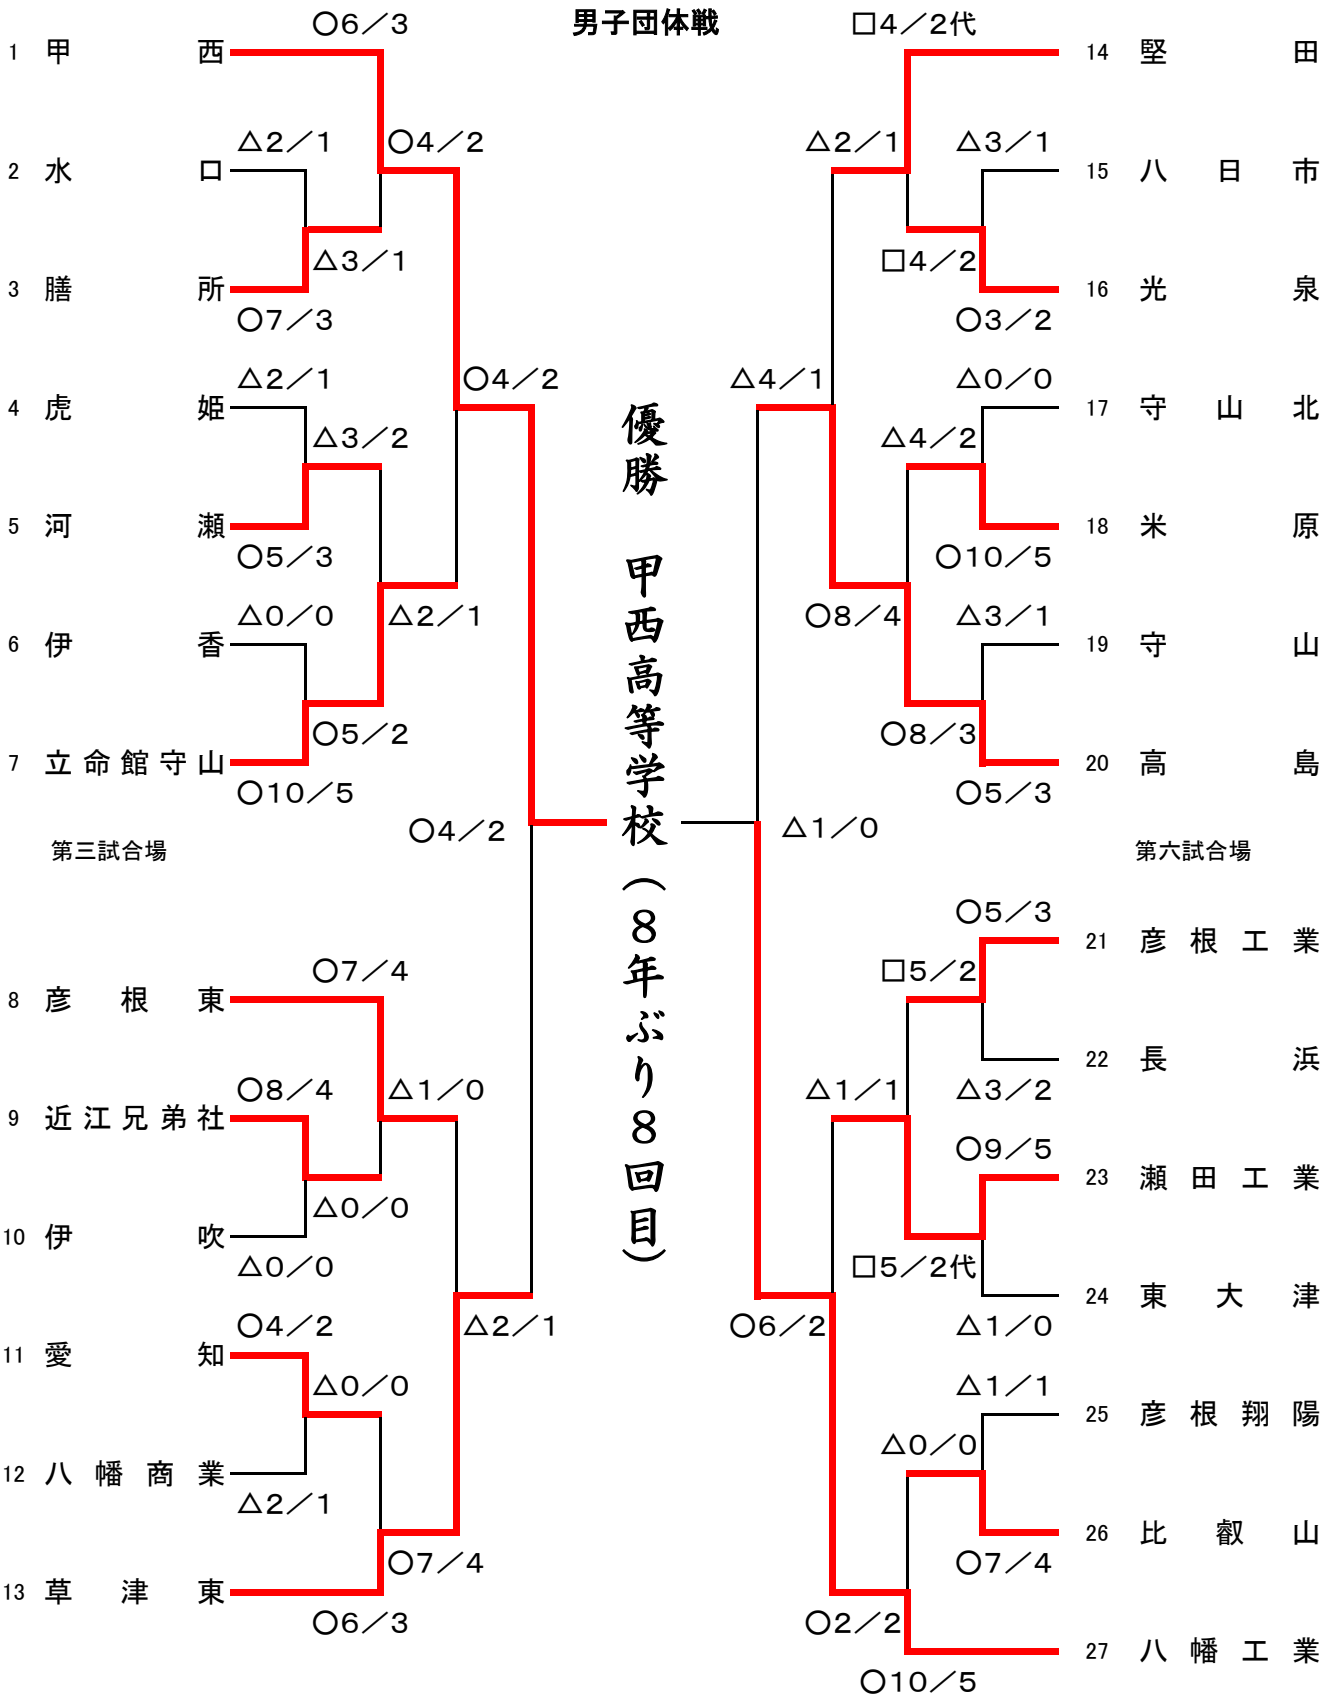 男子団体戦
○6／3
1 甲西
△2／1
○4／2
2 水口
△3／1
3 膳所
○7／3
△2／1
○4／2
4 虎姫
△3／2
5 河瀬
○5／3
△0／0
△2／1
6 伊香
○5／2
7 立命館守山
○10／5
○4／2
第三試合場
○7／4
8 彦根東
○8／4
△1／0
9 近江兄弟社
△0／0
10 伊吹
△0／0
○4／2
△2／1
11 愛知
△0／0
12 八幡商業
△2／1
○7／4
13 草津東
○6／3
優勝　甲西高等学校（８年ぶり８回目）
□4／2代
14 堅田
△2／1
△3／1
15 八日市
□4／2
16 光泉
○3／2
△4／1
△0／0
17 守山北
△4／2
18 米原
○10／5
○8／4
△3／1
19 守山
○8／3
20 高島
○5／3
△1／0
第六試合場
○5／3
21 彦根工業
□5／2
22 長浜
△1／1
△3／2
○9／5
23 瀬田工業
□5／2代
24 東大津
○6／2
△1／0
△1／1
25 彦根翔陽
△0／0
26 比叡山
○7／4
○2／2
27 八幡工業
○10／5